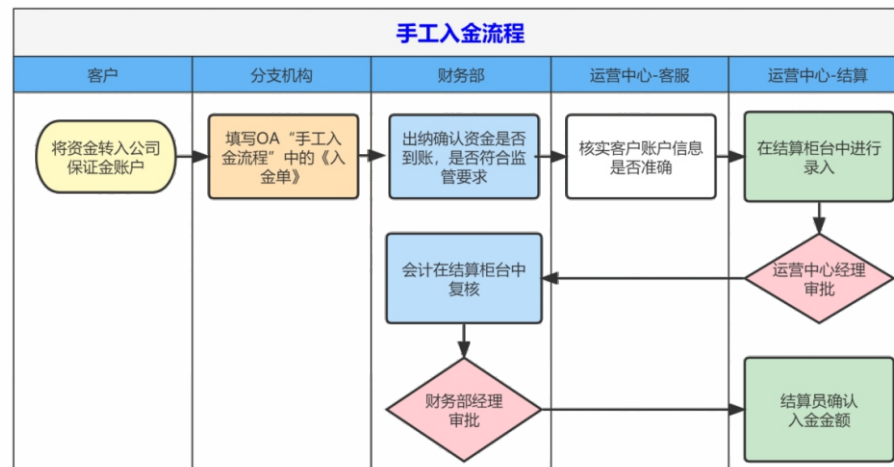 手工入金流程
客户
分支机构
财务部
运营中心-客服
运营中心-结算
将资金转入公司
保证金账户
填写OA“手工入
金流程”中的《入
金单》
出纳确认资金是否
到账，是否符合监
管要求
核实客户账户信息
是否准确
在结算柜台中进行
录入
运营中心经理
审批
会计在结算柜台中
复核
财务部经理
审批
结算员确认
入金金额